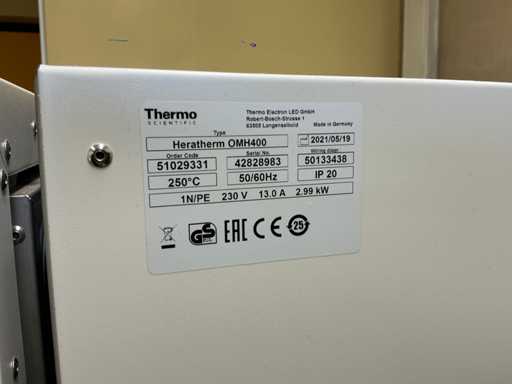 Thermo
SCIENTIFIC
Thermo Electron LED GmbH
Robert-Bosch-Strasse 1
63505 Langenselbold
Made in Germany
Type
Heratherm OMH400
2021/05/19
Order Code
Serial No.
Wiring diagr.
51029331
42828983
50133438
250°C
50/60Hz
IP 20
1N/PE 230 V 13.0 A 2.99 kW
GS
EAC
CE
25